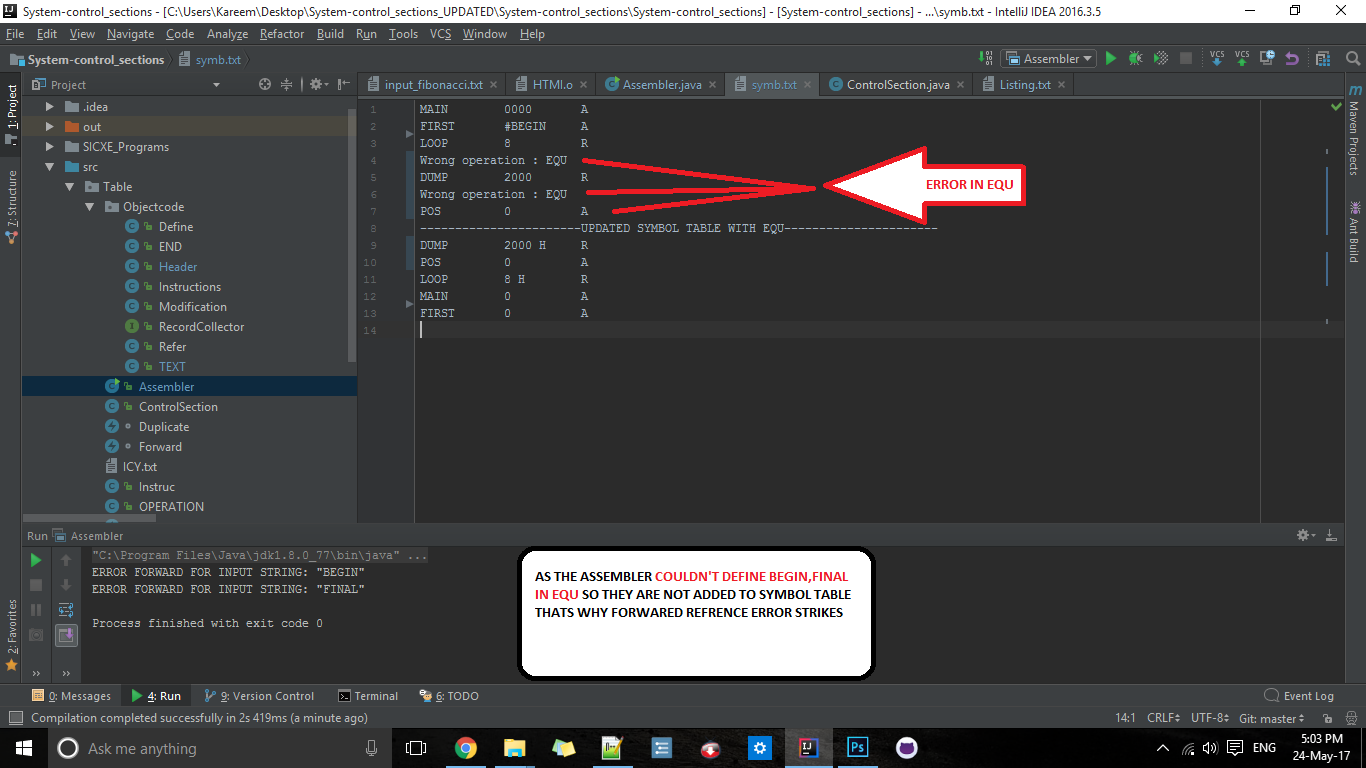 System-control_sections - [C:\Users\Kareem\Desktop\System-control_sections_UPDATED\System-control_sections\System-control_sections] - [System-control_sections] - ...\symb.txt - IntelliJ IDEA 2016.3.5
File Edit View Navigate Code Analyze Refactor Build Run Tools VCS Window Help
System-control_sections symb.txt
Assembler
VCS VCS
1: Project
7: Structure
2: Favorites
Project
input_fibonacci.txt HTMl.o Assembler.java symb.txt ControlSection.java Listing.txt
.idea
out
SICXE_Programs
src
Table
Objectcode
Define
END
Header
Instructions
Modification
RecordCollector
Refer
TEXT
Assembler
ControlSection
Duplicate
Forward
ICY.txt
Instruc
OPERATION
1 MAIN 0000 A
2 FIRST #BEGIN A
3 LOOP 8 R
4 Wrong operation : EQU
5 DUMP 2000 R
6 Wrong operation : EQU
7 POS 0 A
8 -----------------------UPDATED SYMBOL TABLE WITH EQU----------------------
9 DUMP 2000 H R
10 POS 0 A
11 LOOP 8 H R
12 MAIN 0 A
13 FIRST 0 A
14
ERROR IN EQU
m Maven Projects
Ant Build
Run Assembler
"C:\Program Files\Java\jdk1.8.0_77\bin\java" ...
ERROR FORWARD FOR INPUT STRING: "BEGIN"
ERROR FORWARD FOR INPUT STRING: "FINAL"
Process finished with exit code 0
AS THE ASSEMBLER COULDN'T DEFINE BEGIN,FINAL
IN EQU SO THEY ARE NOT ADDED TO SYMBOL TABLE
THATS WHY FORWARED REFRENCE ERROR STRIKES
0: Messages 4: Run 9: Version Control Terminal 6: TODO Event Log
Compilation completed successfully in 2s 419ms (a minute ago) 14:1 CRLF UTF-8 Git: master
Ask me anything
Ps
ENG
5:03 PM
24-May-17